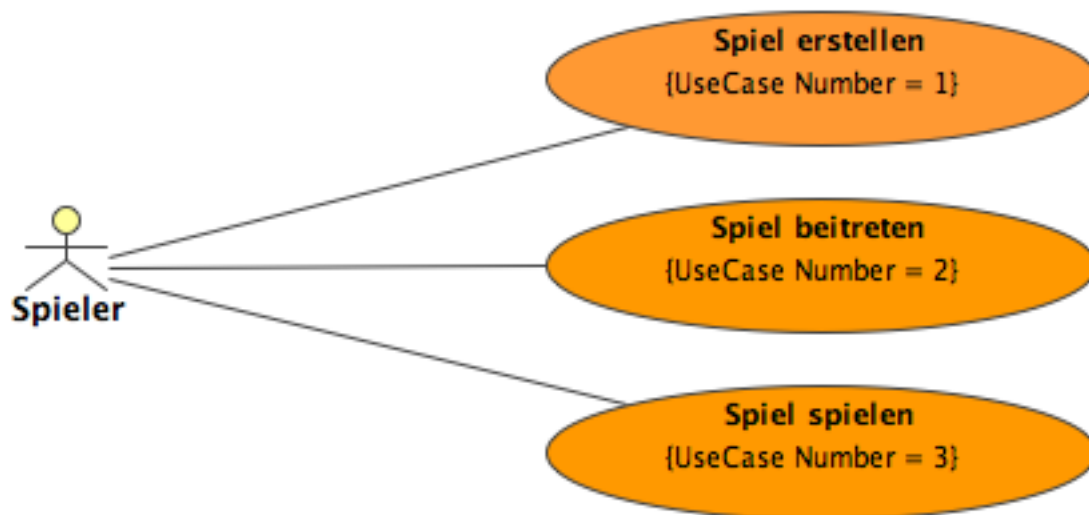 Spiel erstellen
{UseCase Number = 1}
Spiel beitreten
{UseCase Number = 2}
Spieler
Spiel spielen
{UseCase Number = 3}